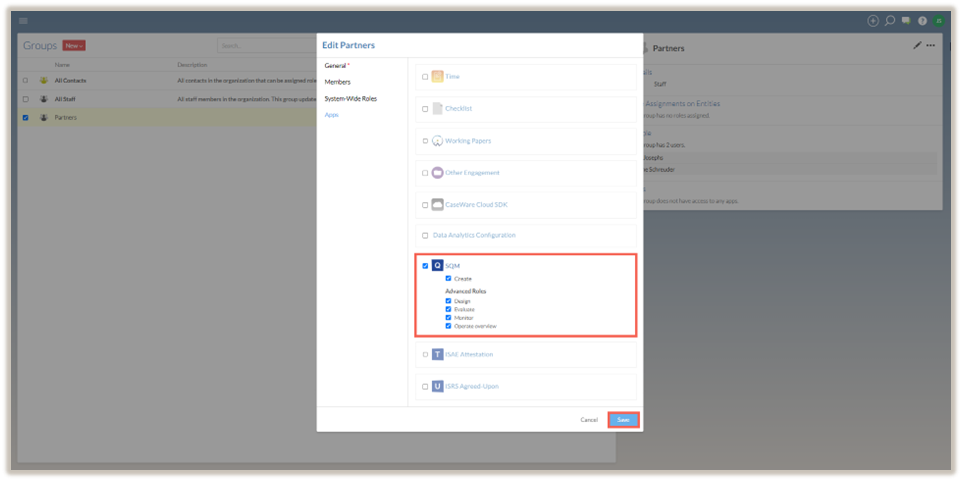 Groups New
Search...
Name Description
All Contacts All contacts in the organization that can be assigned role
All Staff All staff members in the organization. This group update
Partners
Edit Partners
General *
Members
System-Wide Roles
Apps
Time
Checklist
Working Papers
Other Engagement
CaseWare Cloud SDK
Data Analytics Configuration
Q SQM
Create
Advanced Roles
Design
Evaluate
Monitor
Operate overview
T ISAE Attestation
U ISRS Agreed-Upon
Cancel Save
Partners
Staff
Assignments on Entities
roup has no roles assigned.
roup has 2 users.
Josephs
Schreuder
roup does not have access to any apps.